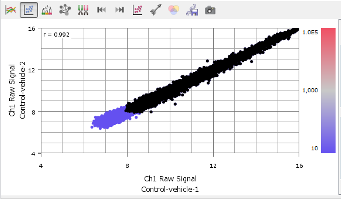 r = 0.992
16
12
8
-4
Ch1 Raw Signal
Control-vehicle-2
4
8
12
16
Ch1 Raw Signal
Control-vehicle-1
1.0E5
1,000
10